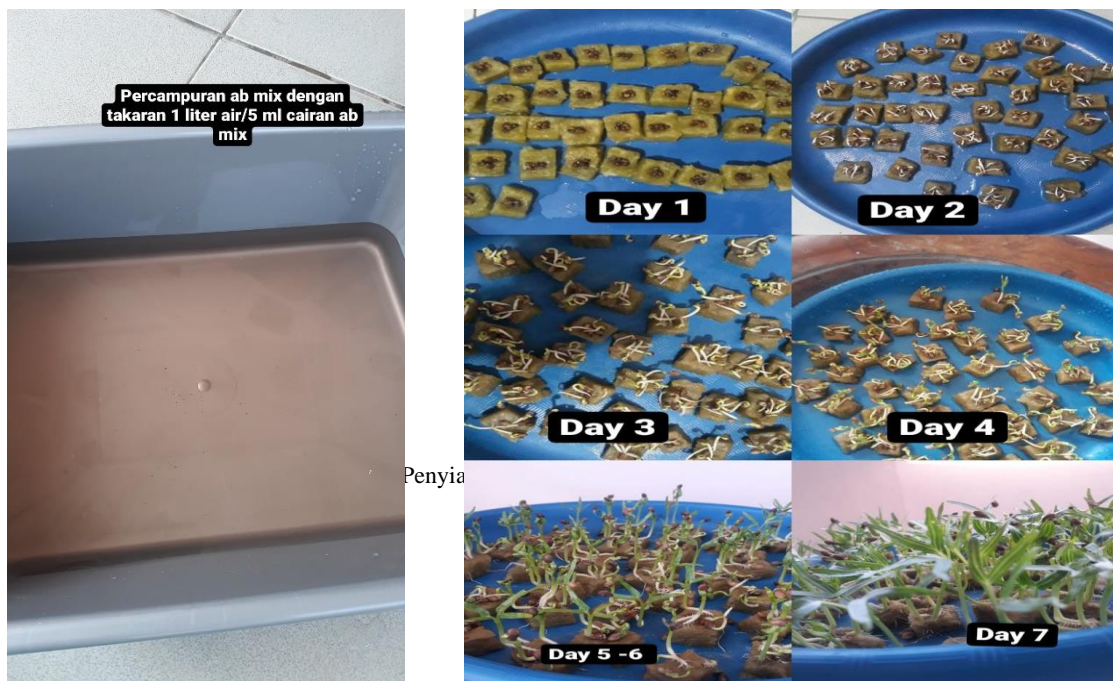 Percampuran ab mix dengan
takaran 1 liter air/5 ml cairan ab
mix
Day 1
Day 2
Day 3
Day 4
Penyia
Day 5 -6
Day 7